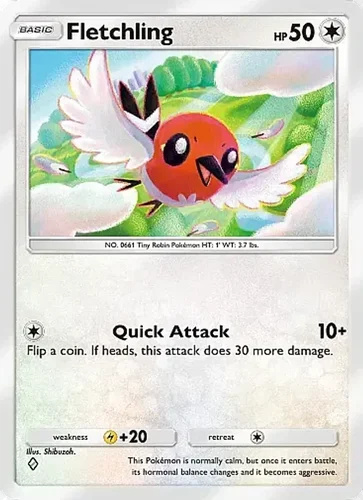 BASIC Fletchling HP 50
NO. 0661 Tiny Robin Pokémon HT: 1' WT: 3.7 lbs.
Quick Attack 10+
Flip a coin. If heads, this attack does 30 more damage.
weakness +20 retreat
Illus. Shibuzoh.
This Pokémon is normally calm, but once it enters battle,
its hormonal balance changes and it becomes aggressive.